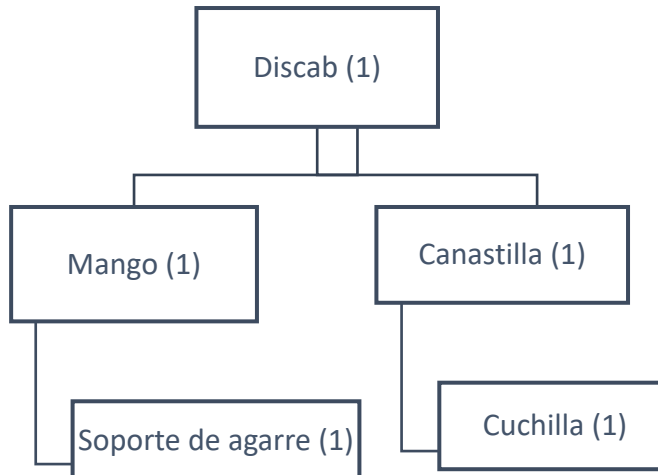 Discab (1)
Mango (1)
Canastilla (1)
Soporte de agarre (1)
Cuchilla (1)